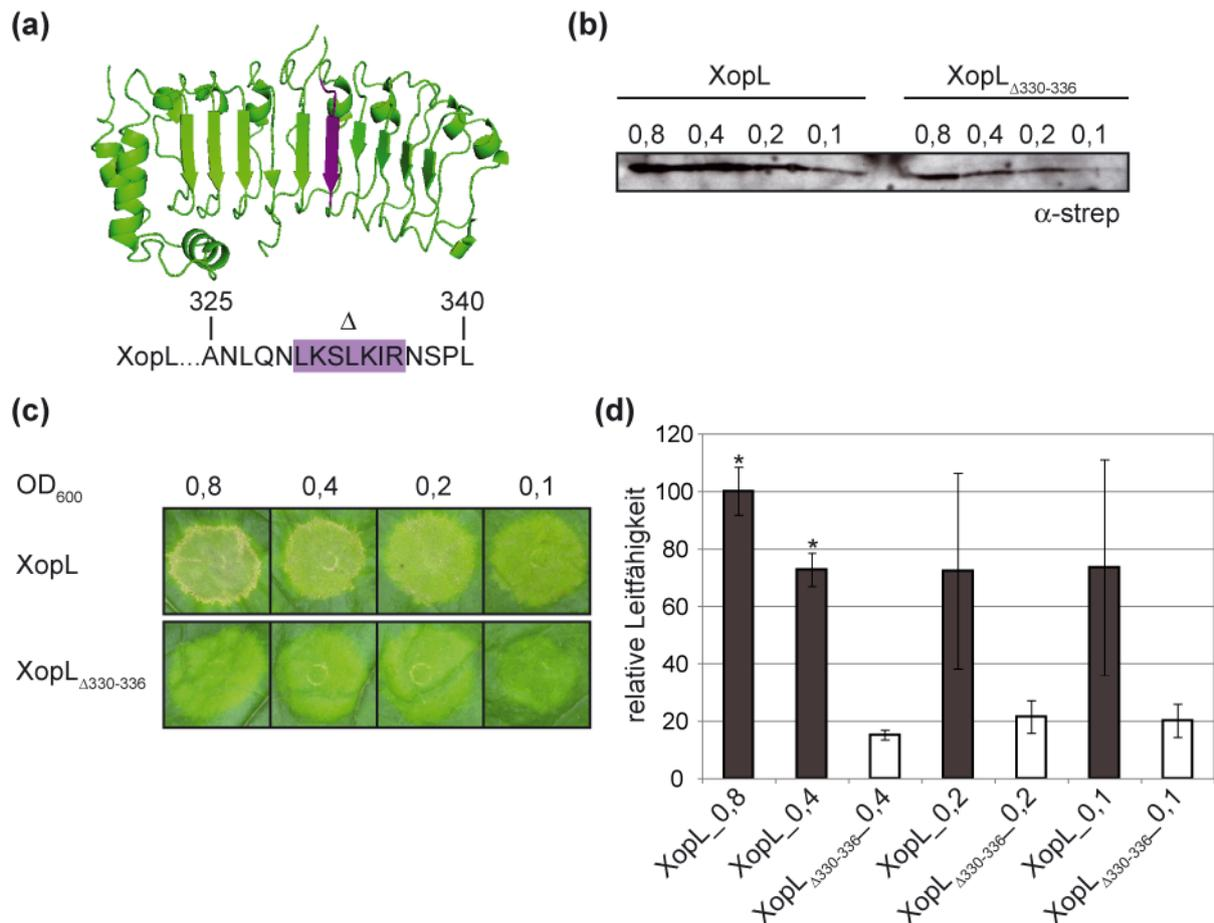 (a)
325 340
Δ
XopL...ANLQNLKSLKIRNSPL
(b)
XopL XopLΔ330-336
0,8 0,4 0,2 0,1 0,8 0,4 0,2 0,1
α-strep
(c)
OD600 0,8 0,4 0,2 0,1
XopL
XopLΔ330-336
(d)
relative Leitfähigkeit
120
100
80
60
40
20
0
*
*
XopL_0,8
XopL_0,4
XopLΔ330-336_0,4
XopL_0,2
XopLΔ330-336_0,2
XopL_0,1
XopLΔ330-336_0,1